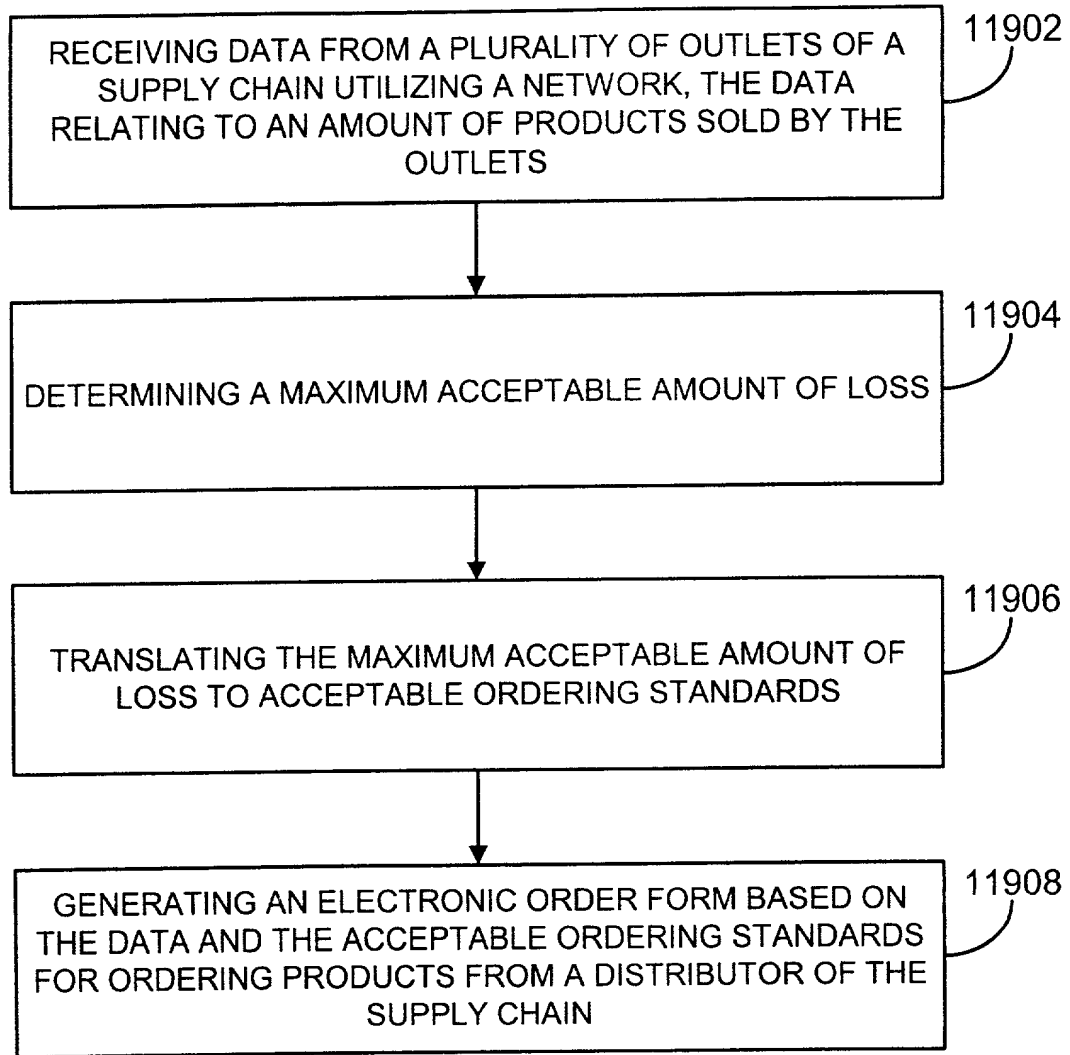 RECEIVING DATA FROM A PLURALITY OF OUTLETS OF A
SUPPLY CHAIN UTILIZING A NETWORK, THE DATA
RELATING TO AN AMOUNT OF PRODUCTS SOLD BY THE
OUTLETS
11902
DETERMINING A MAXIMUM ACCEPTABLE AMOUNT OF LOSS
11904
TRANSLATING THE MAXIMUM ACCEPTABLE AMOUNT OF
LOSS TO ACCEPTABLE ORDERING STANDARDS
11906
GENERATING AN ELECTRONIC ORDER FORM BASED ON
THE DATA AND THE ACCEPTABLE ORDERING STANDARDS
FOR ORDERING PRODUCTS FROM A DISTRIBUTOR OF THE
SUPPLY CHAIN
11908